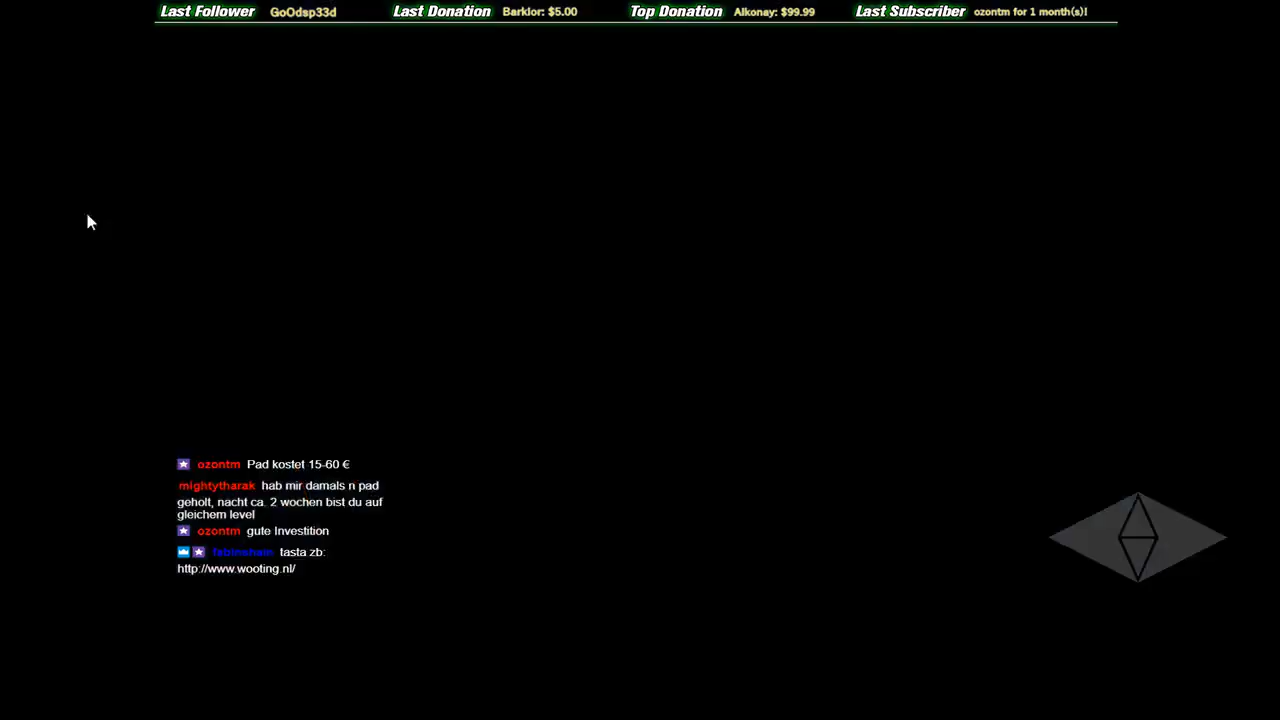 Last Follower GoOdsp33d Last Donation Barklor: $5.00 Top Donation Alkonay: $99.99 Last Subscriber ozontm for 1 month(s)!
ozontm Pad kostet 15-60 €
mightytharak hab mir damals n pad
geholt, nacht ca. 2 wochen bist du auf
gleichem level
ozontm gute Investition
tasta zb:
http://www.wooting.nl/